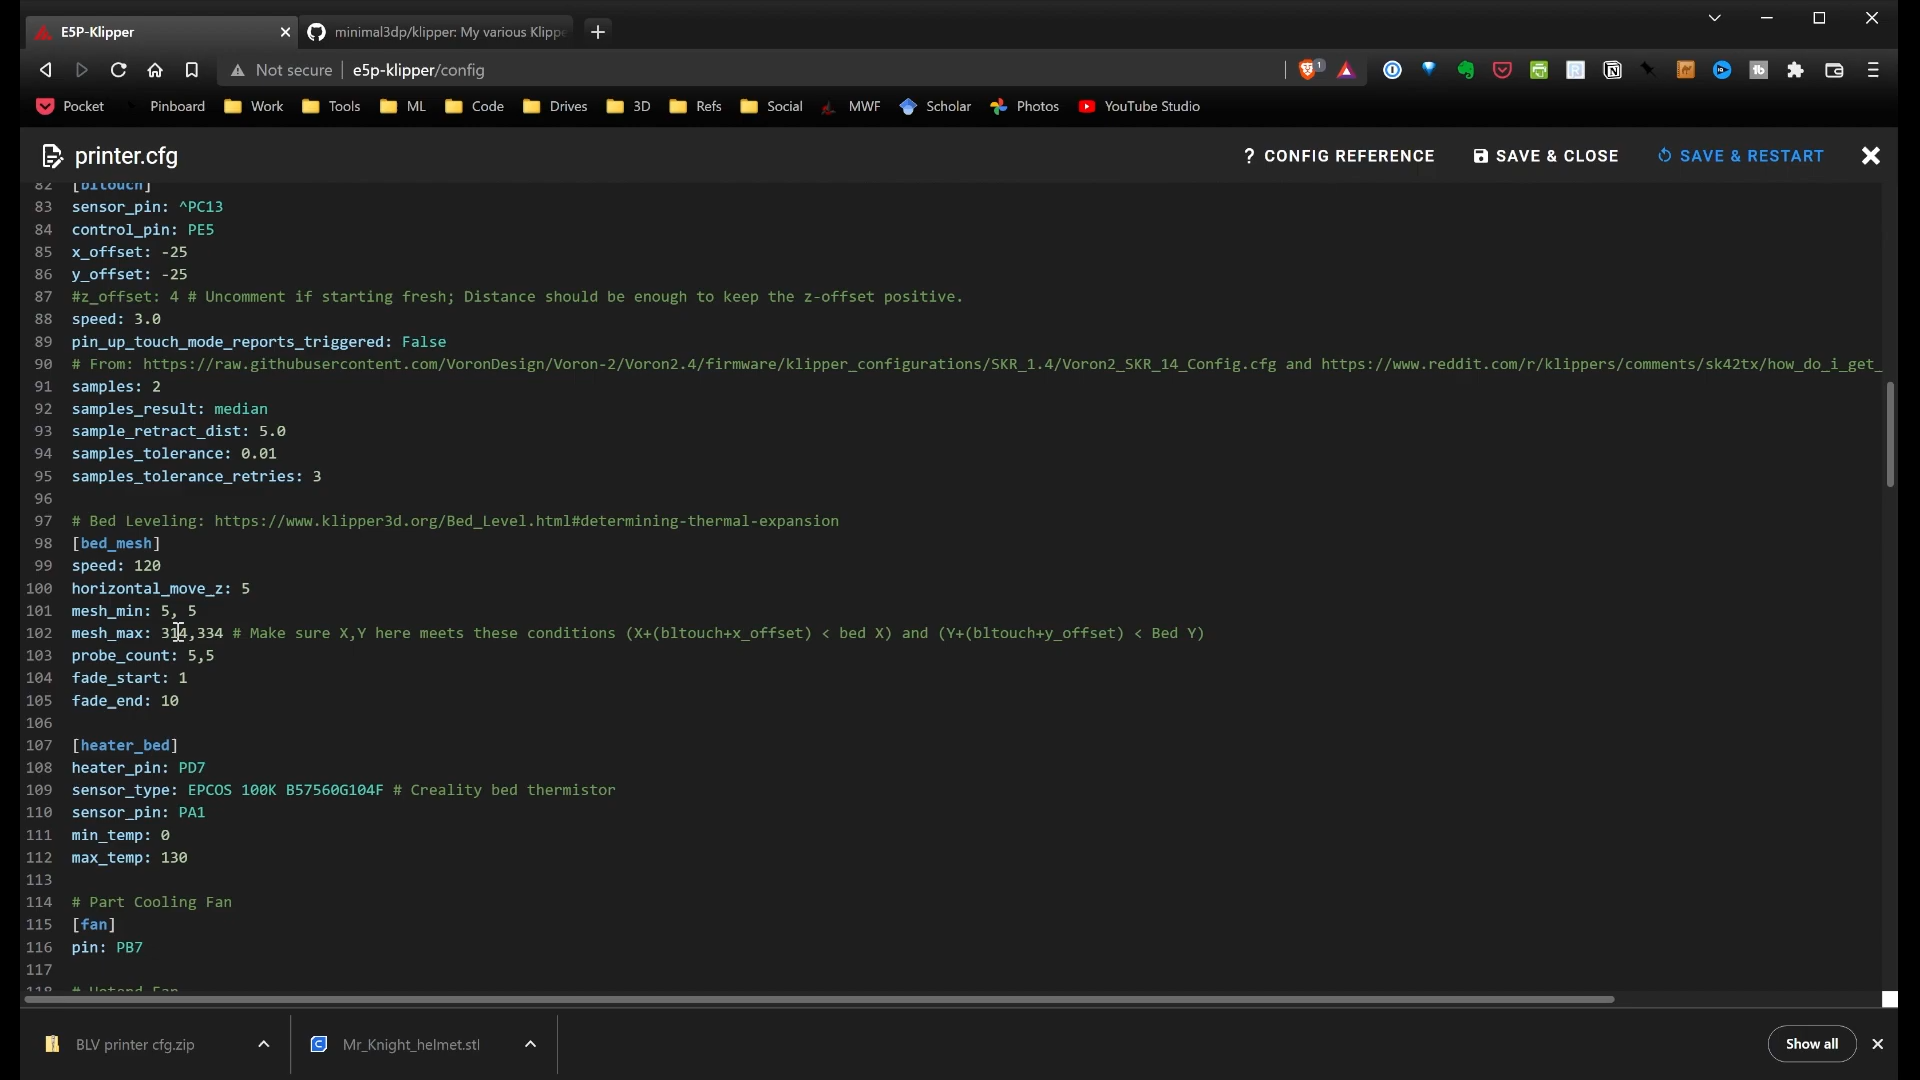 E5P-Klipper
minimal3dp/klipper: My various Klippe
Not secure
e5p-klipper/config
1
Pocket
Pinboard
Work
Tools
ML
Code
Drives
3D
Refs
Social
MWF
Scholar
Photos
YouTube Studio
printer.cfg
? CONFIG REFERENCE
SAVE & CLOSE
SAVE & RESTART
82 [bltouch]
83 sensor_pin: ^PC13
84 control_pin: PE5
85 x_offset: -25
86 y_offset: -25
87 #z_offset: 4 # Uncomment if starting fresh; Distance should be enough to keep the z-offset positive.
88 speed: 3.0
89 pin_up_touch_mode_reports_triggered: False
90 # From: https://raw.githubusercontent.com/VoronDesign/Voron-2/Voron2.4/firmware/klipper_configurations/SKR_1.4/Voron2_SKR_14_Config.cfg and https://www.reddit.com/r/klippers/comments/sk42tx/how_do_i_get_
91 samples: 2
92 samples_result: median
93 sample_retract_dist: 5.0
94 samples_tolerance: 0.01
95 samples_tolerance_retries: 3
96
97 # Bed Leveling: https://www.klipper3d.org/Bed_Level.html#determining-thermal-expansion
98 [bed_mesh]
99 speed: 120
100 horizontal_move_z: 5
101 mesh_min: 5, 5
102 mesh_max: 314,334 # Make sure X,Y here meets these conditions (X+(bltouch+x_offset) < bed X) and (Y+(bltouch+y_offset) < Bed Y)
103 probe_count: 5,5
104 fade_start: 1
105 fade_end: 10
106
107 [heater_bed]
108 heater_pin: PD7
109 sensor_type: EPCOS 100K B57560G104F # Creality bed thermistor
110 sensor_pin: PA1
111 min_temp: 0
112 max_temp: 130
113
114 # Part Cooling Fan
115 [fan]
116 pin: PB7
117
118 # Hotend Fan
BLV printer cfg.zip
Mr_Knight_helmet.stl
Show all